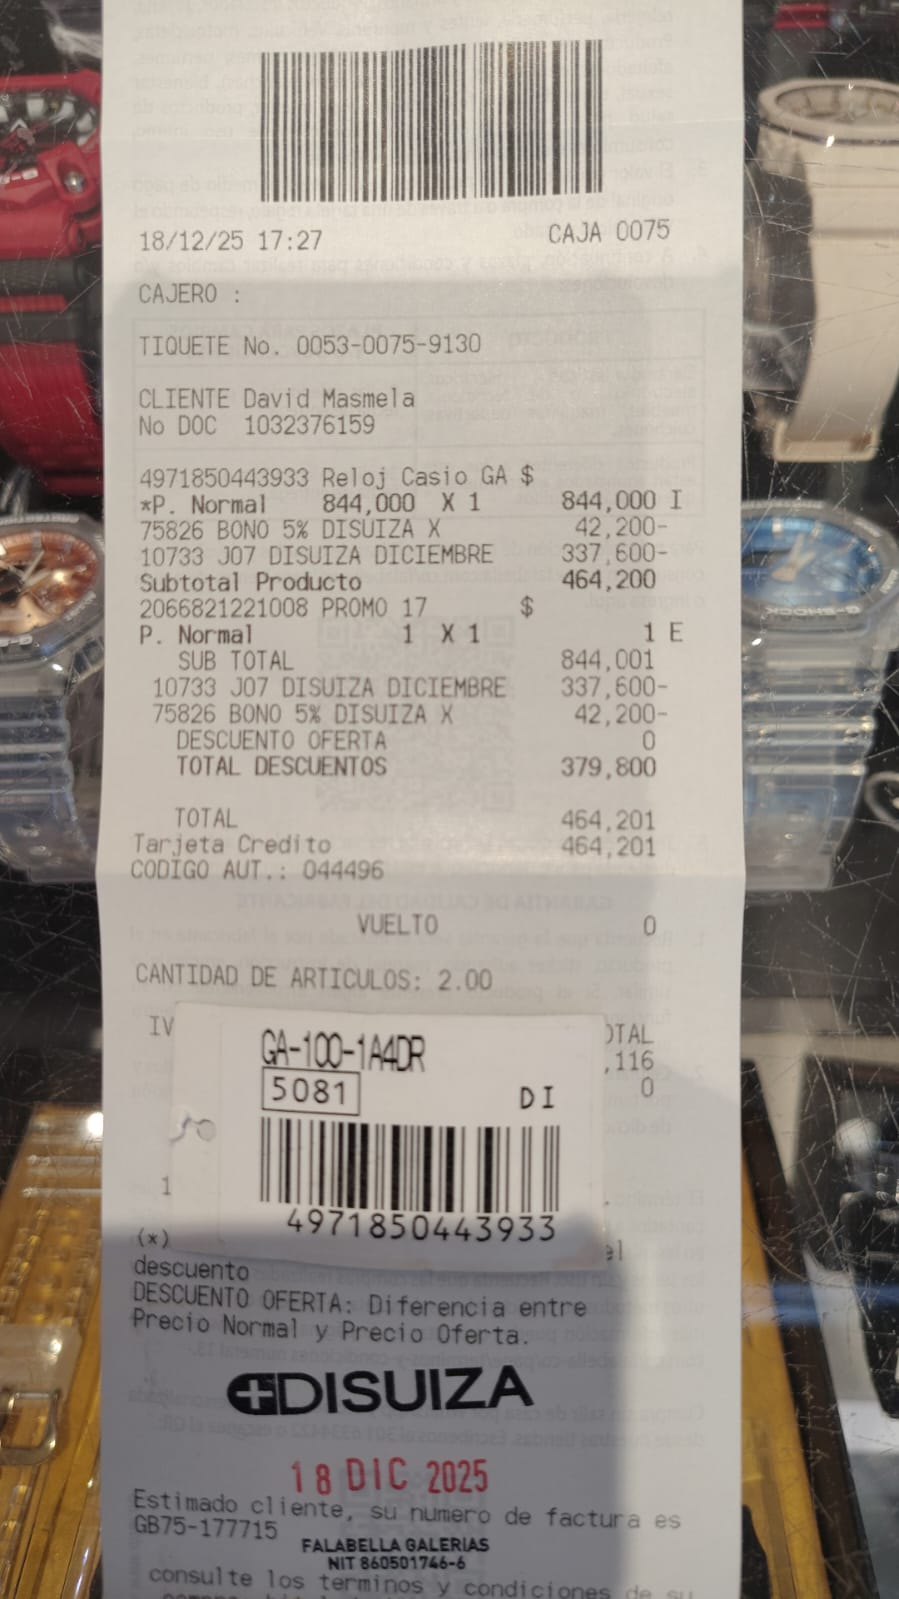 18/12/25 17:27 CAJA 0075
CAJERO :
TIQUETE No. 0053-0075-9130
CLIENTE David Masmela
No DOC 1032376159
4971850443933 Reloj Casio GA $
*P. Normal 844,000 X 1 844,000 I
75826 BONO 5% DISUIZA X 42,200-
10733 J07 DISUIZA DICIEMBRE 337,600-
Subtotal Producto 464,200
2066821221008 PROMO 17 $
P. Normal 1 X 1 1 E
SUB TOTAL 844,001
10733 J07 DISUIZA DICIEMBRE 337,600-
75826 BONO 5% DISUIZA X 42,200-
DESCUENTO OFERTA 0
TOTAL DESCUENTOS 379,800
TOTAL 464,201
Tarjeta Credito 464,201
CODIGO AUT.: 044496
VUELTO 0
CANTIDAD DE ARTICULOS: 2.00
IV OTAL
,116
0
GA-100-1A4DR
5081 DI
4971850443933
1
(*) el
descuento
DESCUENTO OFERTA: Diferencia entre
Precio Normal y Precio Oferta.
DISUIZA
18 DIC 2025
Estimado cliente, su numero de factura es
GB75-177715
FALABELLA GALERIAS
NIT 860501746-6
consulte los terminos y condiciones de su